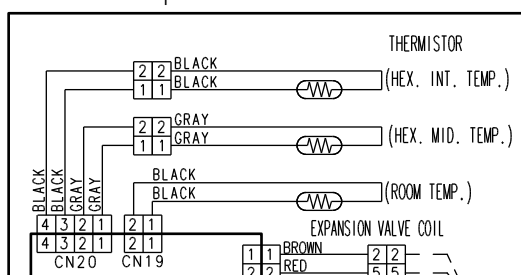 THERMISTOR
BLACK
2 2
(HEX. INT. TEMP.)
1 1
BLACK
GRAY
2 2
(HEX. MID. TEMP.)
1 1
GRAY
BLACK
BLACK
GRAY
GRAY
BLACK
BLACK
(ROOM TEMP.)
4 3 2 1
2 1
EXPANSION VALVE COIL
4 3 2 1
2 1
CN20
CN19
1 1
BROWN
2 2
2 2
RED
5 5